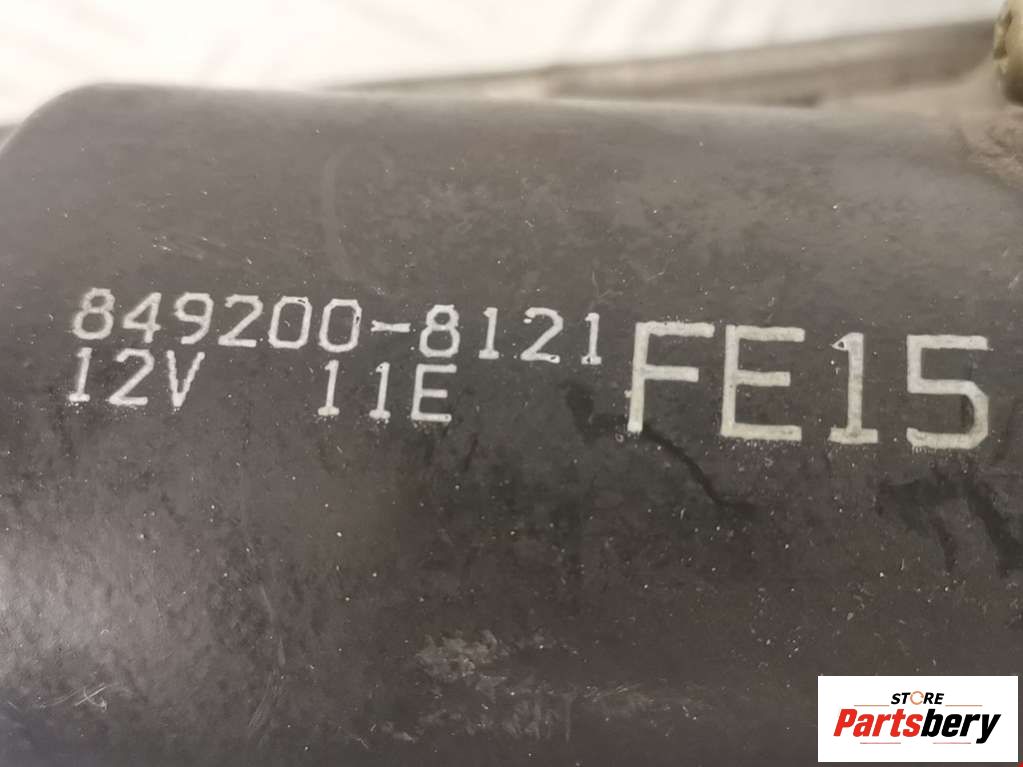 849200-8121
12V 11E
FE15
STORE
Partsbery